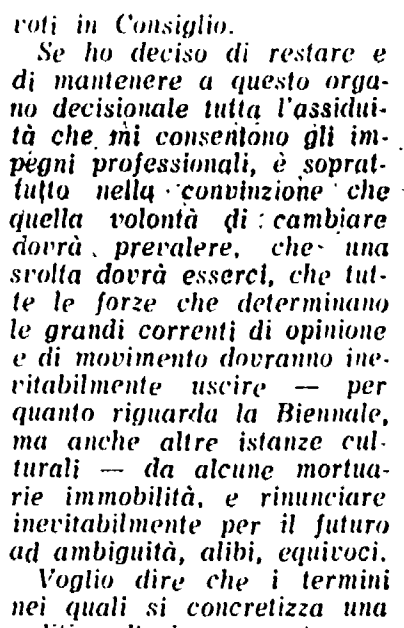 voti in Consiglio.
Se ho deciso di restare e
di mantenere a questo orga-
no decisionale tutta l'assidui-
tà che mi consentono gli im-
pegni professionali, è soprat-
tutto nella convinzione che
quella volontà di cambiare
dovrà prevalere, che una
svolta dovrà esserci, che tut-
te le forze che determinano
le grandi correnti di opinione
e di movimento dovranno ine-
vitabilmente uscire — per
quanto riguarda la Biennale,
ma anche altre istanze cul-
turali — da alcune mortua-
rie immobilità, e rinunciare
inevitabilmente per il futuro
ad ambiguità, alibi, equivoci.
Voglio dire che i termini
nei quali si concretizza una